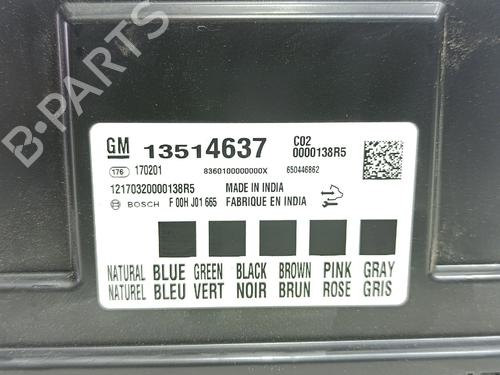 GM 13514637 C02
0000138R5
176 170201 8360100000000X 650446862
12170320000138R5 MADE IN INDIA
BOSCH F 00H J01 665 FABRIQUE EN INDIA
NATURAL BLUE GREEN BLACK BROWN PINK GRAY
NATUREL BLEU VERT NOIR BRUN ROSE GRIS
B-PARTS